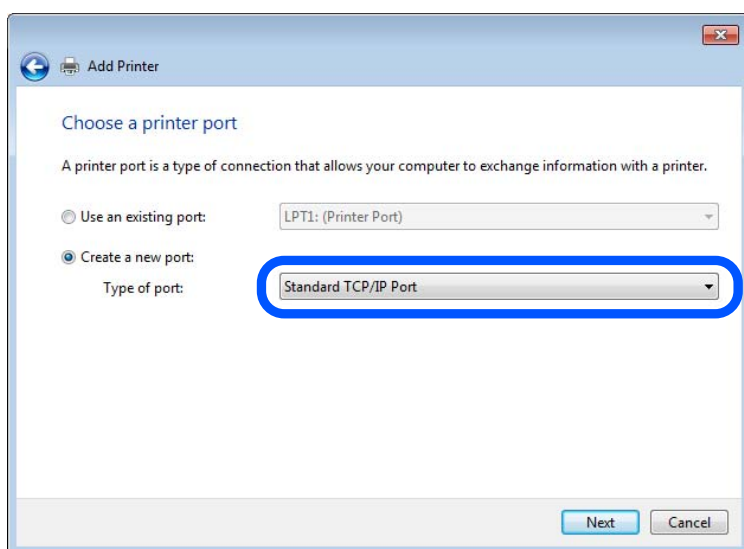 Add Printer
Choose a printer port
A printer port is a type of connection that allows your computer to exchange information with a printer.
Use an existing port: LPT1: (Printer Port)
Create a new port:
Type of port: Standard TCP/IP Port
Next Cancel